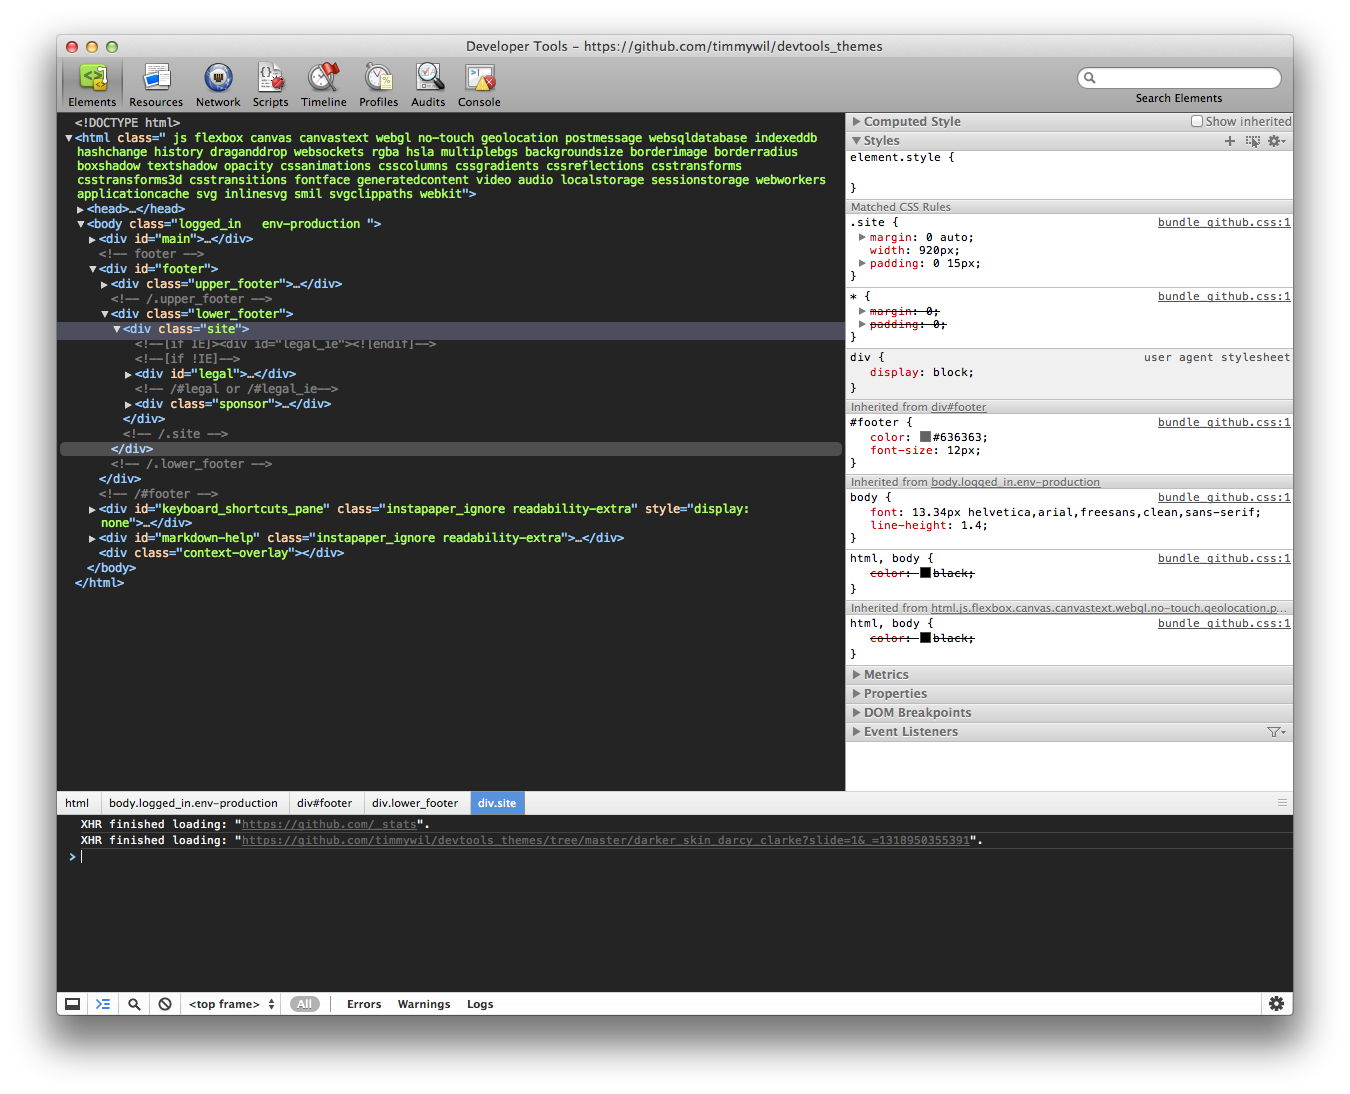 Developer Tools - https://github.com/timmywil/devtools_themes
Elements Resources Network Scripts Timeline Profiles Audits Console
Search Elements
<!DOCTYPE html>
<html class=" js flexbox canvas canvastext webgl no-touch geolocation postmessage websqldatabase indexeddb
hashchange history draganddrop websockets rgba hsla multiplebgs backgroundsize borderimage borderradius
boxshadow textshadow opacity cssanimations csscolumns cssgradients cssreflections csstransforms
csstransforms3d csstransitions fontface generatedcontent video audio localstorage sessionstorage webworkers
applicationcache svg inlinesvg smil svgclippaths webkit">
<head>…</head>
<body class="logged_in   env-production ">
<div id="main">…</div>
<!-- footer -->
<div id="footer">
<div class="upper_footer">…</div>
<!-- /.upper_footer -->
<div class="lower_footer">
<div class="site">
<!--[if IE]><div id="legal_ie"><![endif]-->
<!--[if !IE]-->
<div id="legal">…</div>
<!-- /#legal or /#legal_ie-->
<div class="sponsor">…</div>
</div>
<!-- /.site -->
</div>
<!-- /.lower_footer -->
</div>
<!-- /#footer -->
<div id="keyboard_shortcuts_pane" class="instapaper_ignore readability-extra" style="display:
none">…</div>
<div id="markdown-help" class="instapaper_ignore readability-extra">…</div>
<div class="context-overlay"></div>
</body>
</html>
Computed Style Show inherited
Styles
element.style {
}
Matched CSS Rules
.site { bundle_github.css:1
margin: 0 auto;
width: 920px;
padding: 0 15px;
}
* { bundle_github.css:1
margin: 0;
padding: 0;
}
div { user agent stylesheet
display: block;
}
Inherited from div#footer
#footer { bundle_github.css:1
color: #636363;
font-size: 12px;
}
Inherited from body.logged_in.env-production
body { bundle_github.css:1
font: 13.34px helvetica,arial,freesans,clean,sans-serif;
line-height: 1.4;
}
html, body { bundle_github.css:1
color: black;
}
Inherited from html.js.flexbox.canvas.canvastext.webgl.no-touch.geolocation.p…
html, body { bundle_github.css:1
color: black;
}
Metrics
Properties
DOM Breakpoints
Event Listeners
html body.logged_in.env-production div#footer div.lower_footer div.site
XHR finished loading: "https://github.com/_stats".
XHR finished loading: "https://github.com/timmywil/devtools_themes/tree/master/darker_skin_darcy_clarke?slide=1&_=1318950355391".
>
<top frame> All Errors Warnings Logs